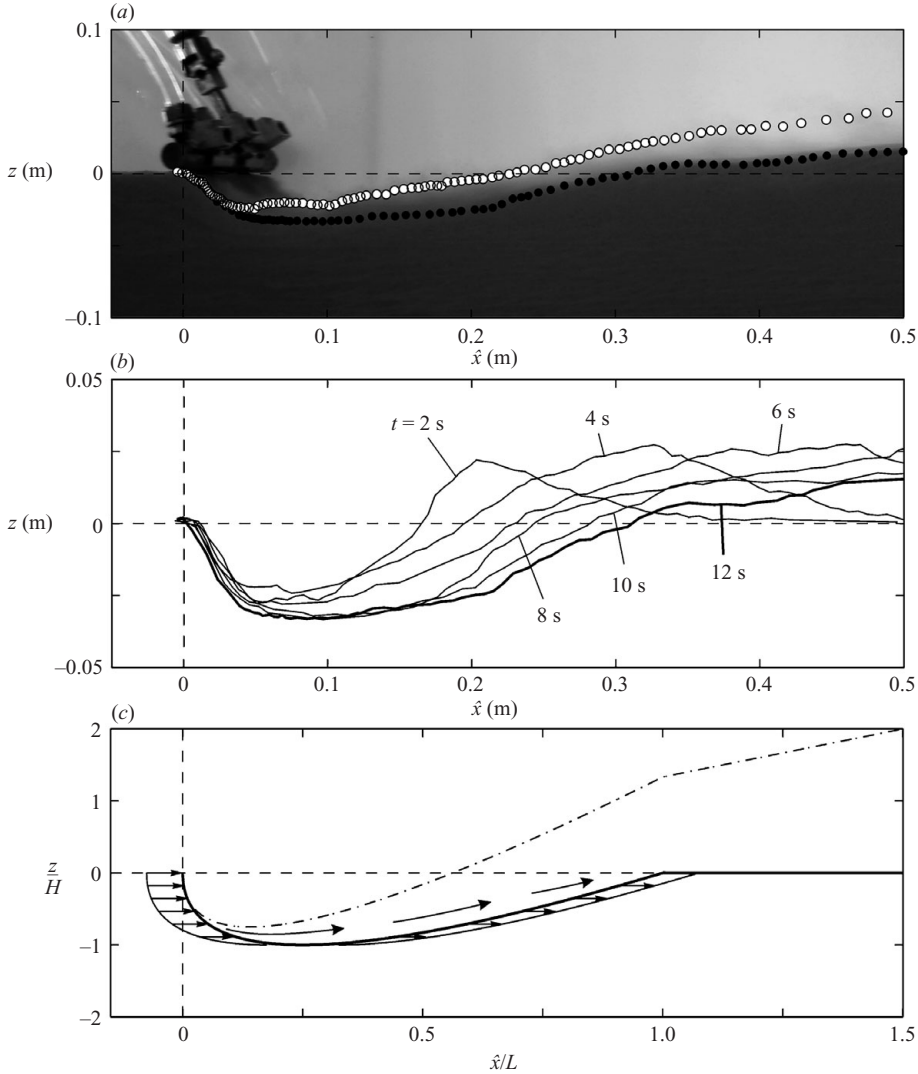 (a)
0.1
z (m)
0
–0.1
0 0.1 0.2 0.3 0.4 0.5
x̂ (m)
(b)
0.05
t = 2 s
4 s
6 s
z (m)
0
8 s
10 s
12 s
–0.05
0 0.1 0.2 0.3 0.4 0.5
x̂ (m)
(c)
2
1
z
H
0
–1
–2
0 0.5 1.0 1.5
x̂/L